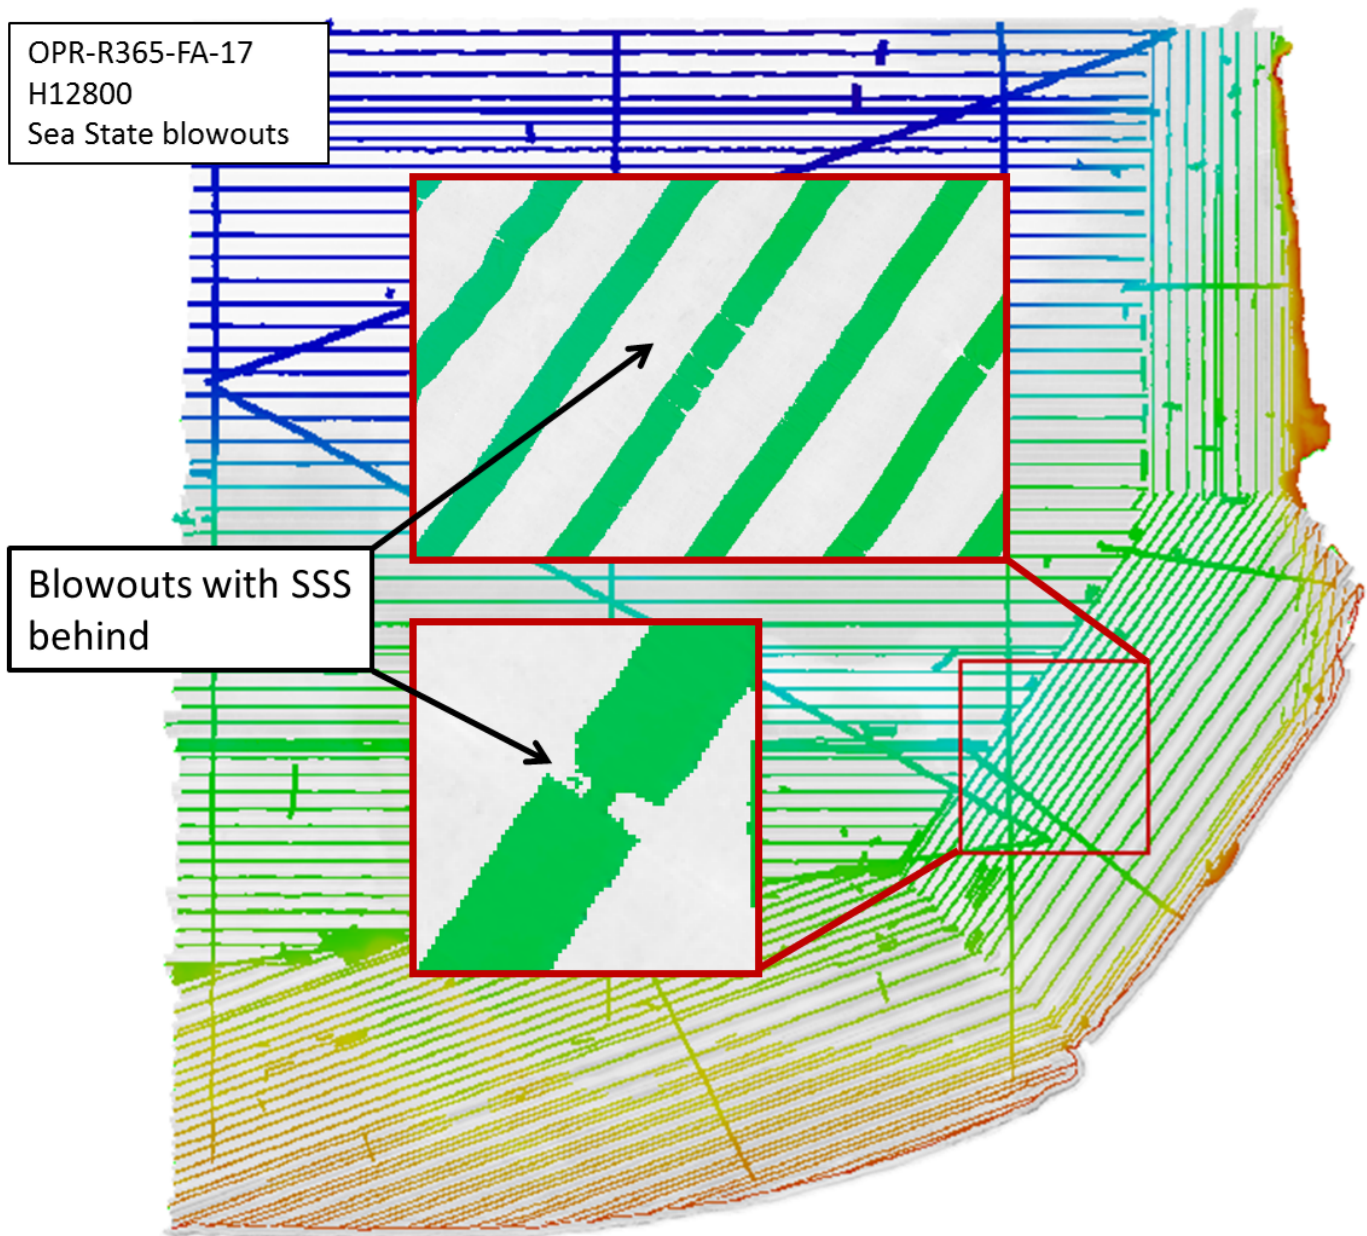 OPR-R365-FA-17
H12800
Sea State blowouts
Blowouts with SSS
behind